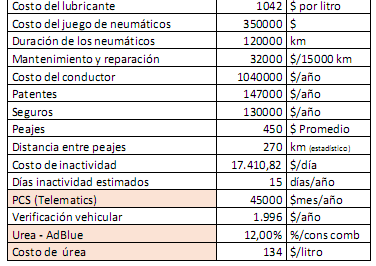 Costo del lubricante 1042 $ por litro
Costo del juego de neumáticos 350000 $
Duración de los neumáticos 120000 km
Mantenimiento y reparación 32000 $/15000 km
Costo del conductor 1040000 $/año
Patentes 147000 $/año
Seguros 130000 $/año
Peajes 450 $ Promedio
Distancia entre peajes 270 km (estadístico)
Costo de inactividad 17.410,82 $/día
Días inactividad estimados 15 días/año
PCS (Telematics) 45000 $mes/año
Verificación vehicular 1.996 $/año
Urea - AdBlue 12,00% %/cons comb
Costo de úrea 134 $/litro